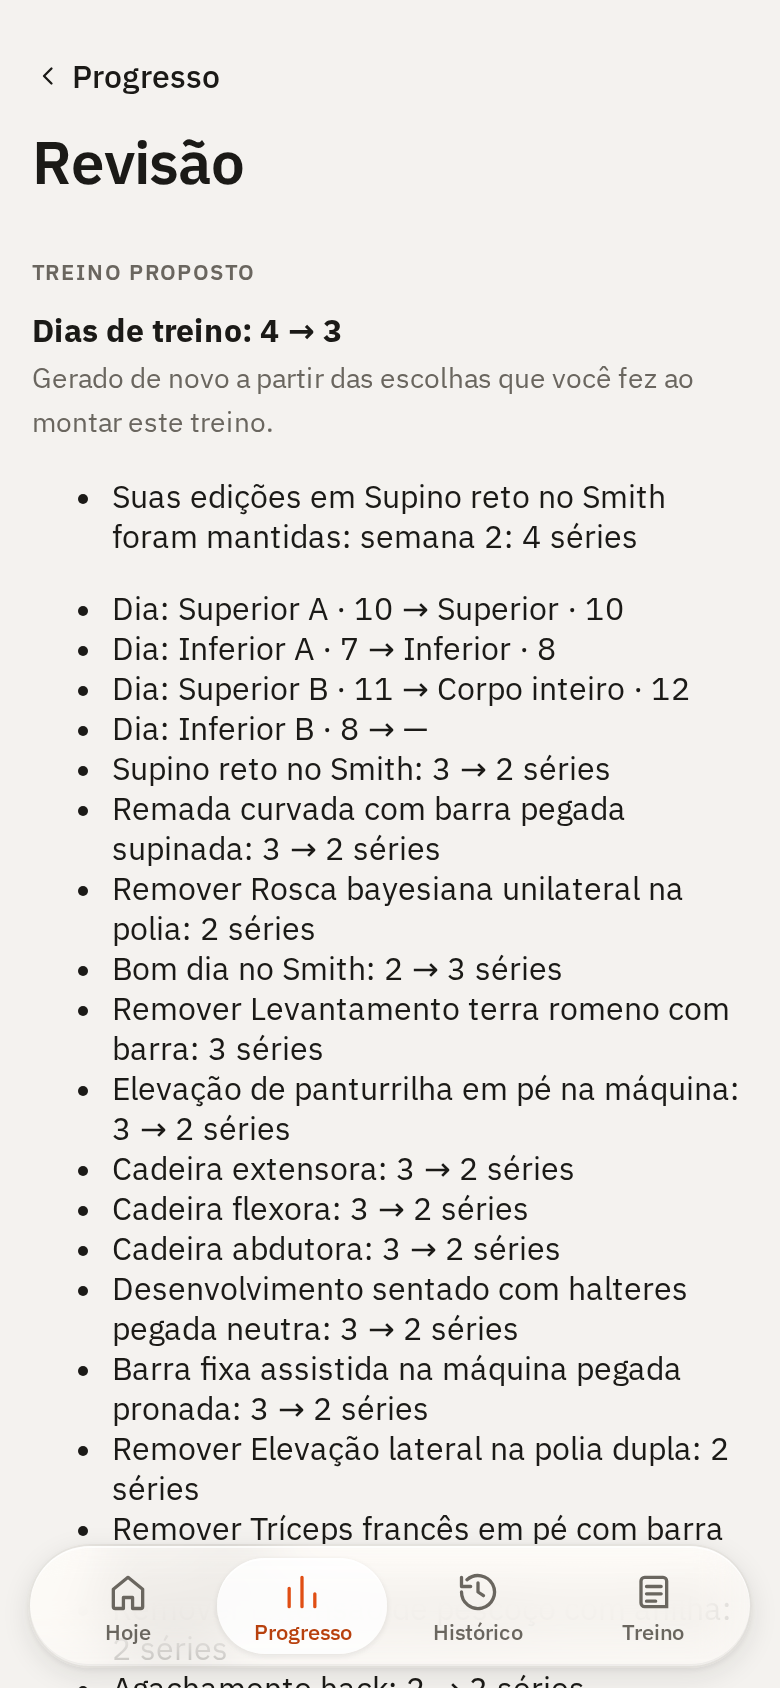 Progresso
Revisão
TREINO PROPOSTO
Dias de treino: 4 → 3
Gerado de novo a partir das escolhas que você fez ao
montar este treino.
• Suas edições em Supino reto no Smith
foram mantidas: semana 2: 4 séries
• Dia: Superior A · 10 → Superior · 10
• Dia: Inferior A · 7 → Inferior · 8
• Dia: Superior B · 11 → Corpo inteiro · 12
• Dia: Inferior B · 8 → —
• Supino reto no Smith: 3 → 2 séries
• Remada curvada com barra pegada
supinada: 3 → 2 séries
• Remover Rosca bayesiana unilateral na
polia: 2 séries
• Bom dia no Smith: 2 → 3 séries
• Remover Levantamento terra romeno com
barra: 3 séries
• Elevação de panturrilha em pé na máquina:
3 → 2 séries
• Cadeira extensora: 3 → 2 séries
• Cadeira flexora: 3 → 2 séries
• Cadeira abdutora: 3 → 2 séries
• Desenvolvimento sentado com halteres
pegada neutra: 3 → 2 séries
• Barra fixa assistida na máquina pegada
pronada: 3 → 2 séries
• Remover Elevação lateral na polia dupla: 2
séries
• Remover Tríceps francês em pé com barra
de pescoço com anilha:
2 séries
Hoje
Progresso
Histórico
Treino